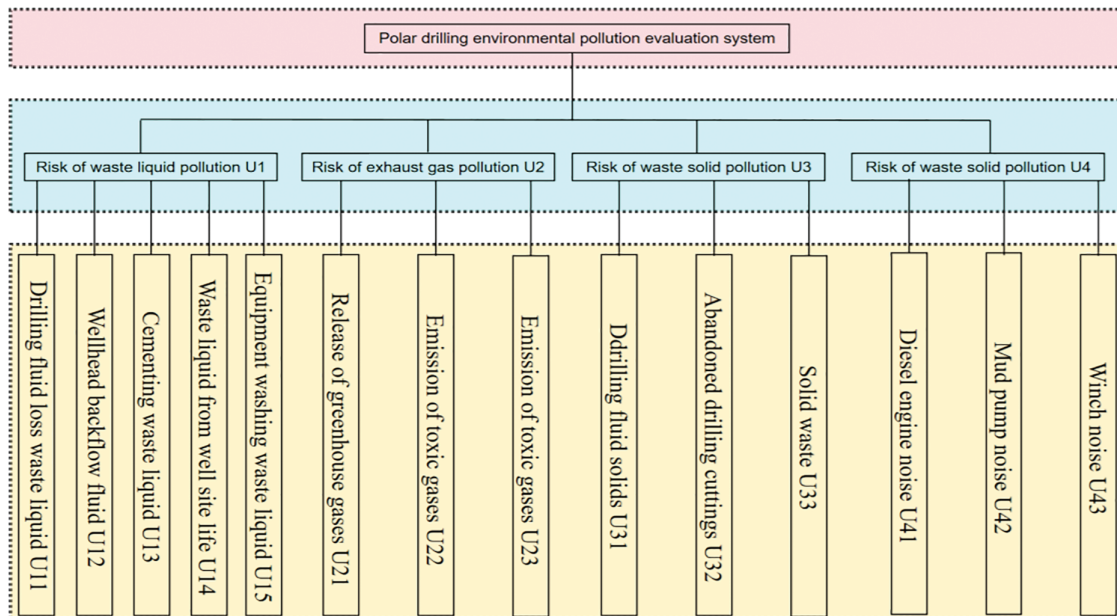 Polar drilling environmental pollution evaluation system
Risk of waste liquid pollution U1
Risk of exhaust gas pollution U2
Risk of waste solid pollution U3
Risk of waste solid pollution U4
Drilling fluid loss waste liquid U11
Wellhead backflow fluid U12
Cementing waste liquid U13
Waste liquid from well site life U14
Equipment washing waste liquid U15
Release of greenhouse gases U21
Emission of toxic gases U22
Emission of toxic gases U23
Ddrilling fluid solids U31
Abandoned drilling cuttings U32
Solid waste U33
Diesel engine noise U41
Mud pump noise U42
Winch noise U43